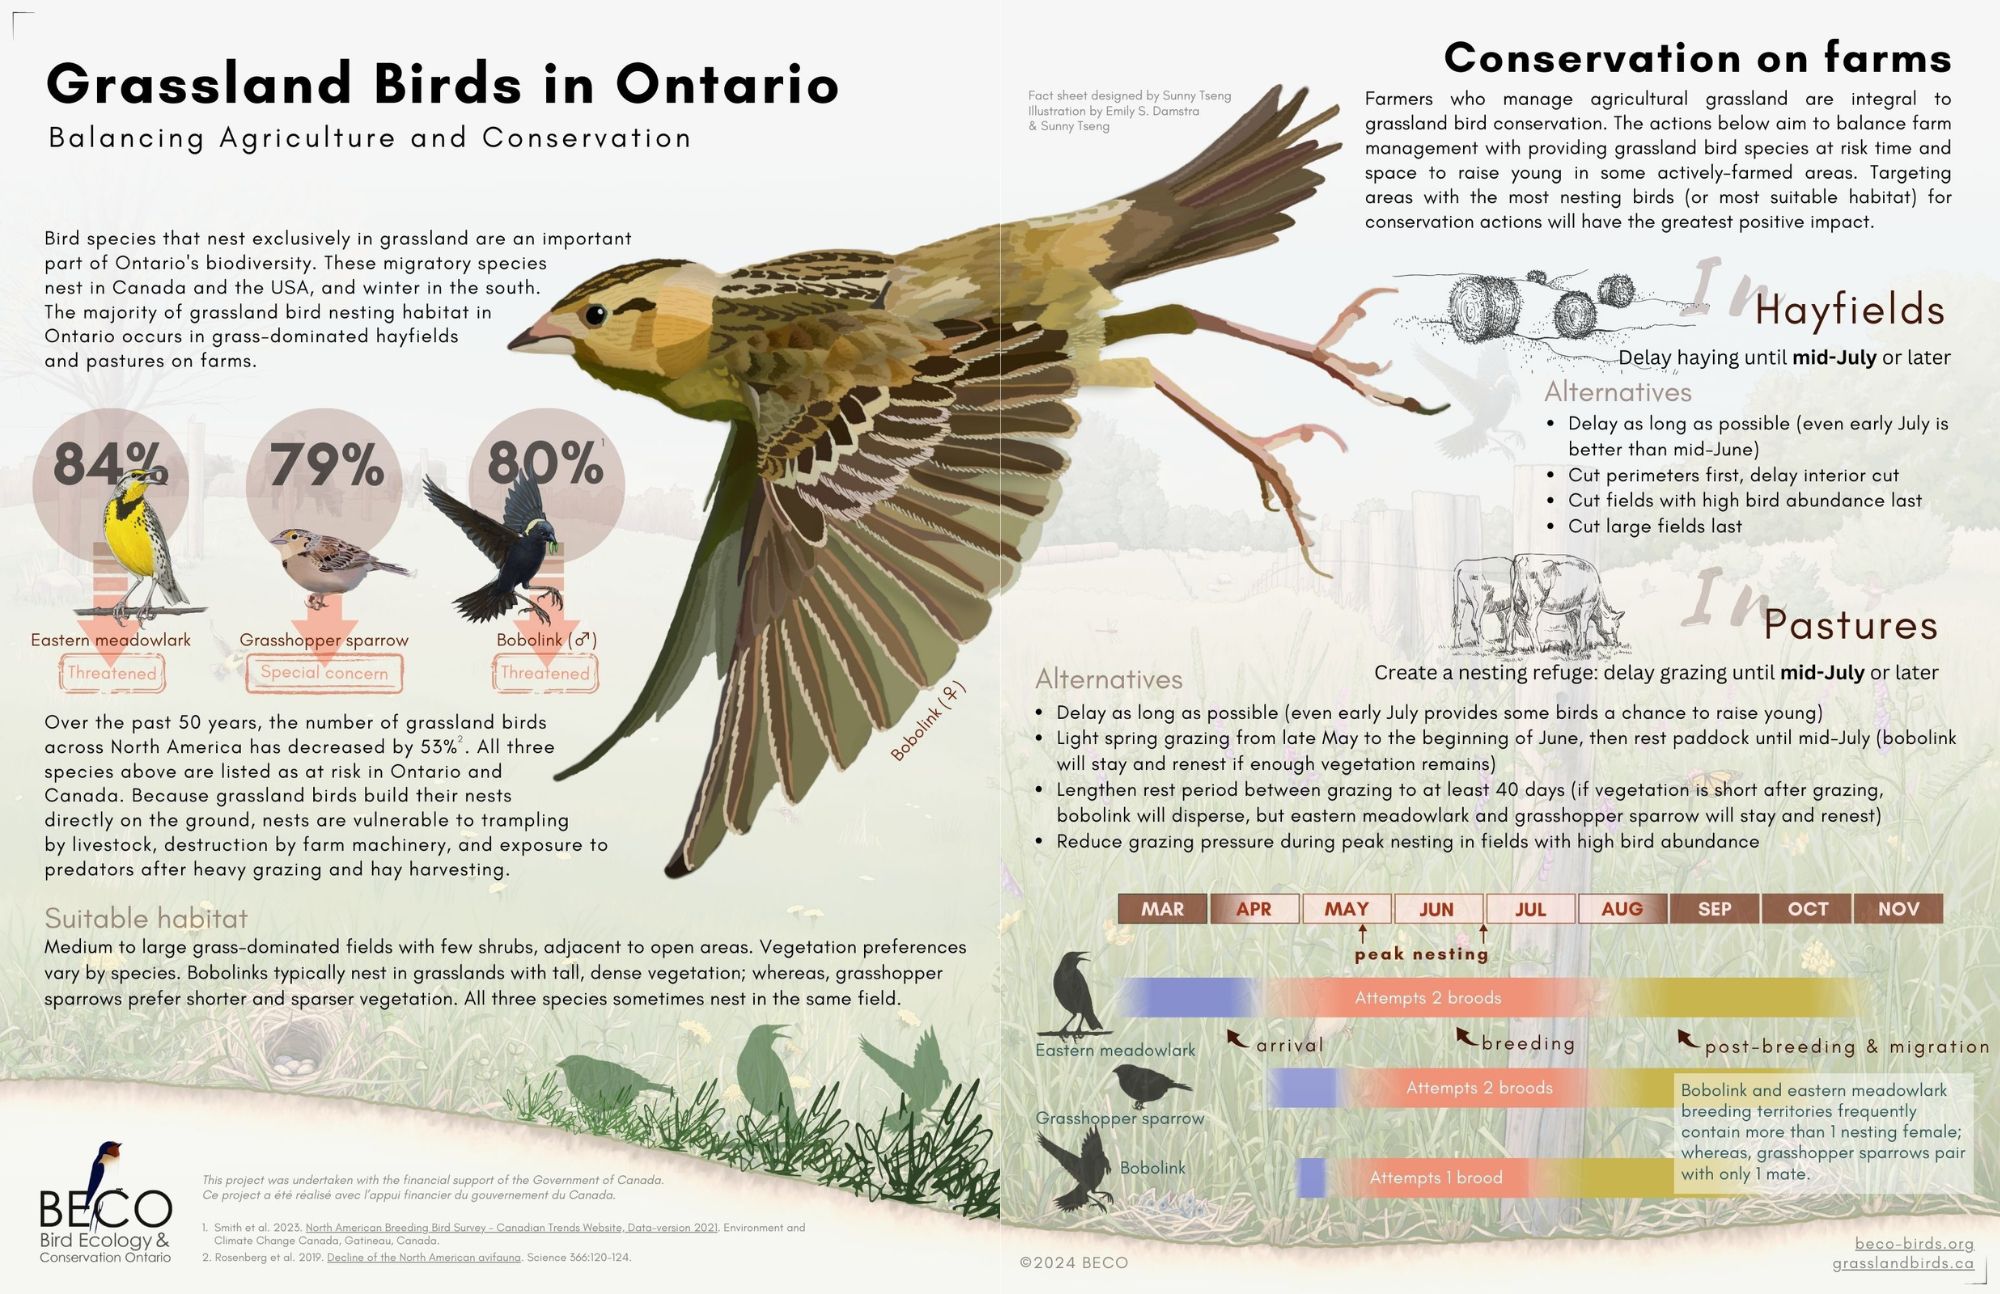 Grassland Birds in Ontario
Balancing Agriculture and Conservation
Bird species that nest exclusively in grassland are an important
part of Ontario's biodiversity. These migratory species
nest in Canada and the USA, and winter in the south.
The majority of grassland bird nesting habitat in
Ontario occurs in grass-dominated hayfields
and pastures on farms.
84%
79%
80%1
Eastern meadowlark
Grasshopper sparrow
Bobolink (♂)
Threatened
Special concern
Threatened
Bobolink (♀)
Over the past 50 years, the number of grassland birds
across North America has decreased by 53%2. All three
species above are listed as at risk in Ontario and
Canada. Because grassland birds build their nests
directly on the ground, nests are vulnerable to trampling
by livestock, destruction by farm machinery, and exposure to
predators after heavy grazing and hay harvesting.
Suitable habitat
Medium to large grass-dominated fields with few shrubs, adjacent to open areas. Vegetation preferences
vary by species. Bobolinks typically nest in grasslands with tall, dense vegetation; whereas, grasshopper
sparrows prefer shorter and sparser vegetation. All three species sometimes nest in the same field.
BECO
Bird Ecology &
Conservation Ontario
This project was undertaken with the financial support of the Government of Canada.
Ce project a été réalisé avec l'appui financier du gouvernement du Canada.
1. Smith et al. 2023. North American Breeding Bird Survey - Canadian Trends Website, Data-version 2021. Environment and
Climate Change Canada, Gatineau, Canada.
2. Rosenberg et al. 2019. Decline of the North American avifauna. Science 366:120-124.
Fact sheet designed by Sunny Tseng
Illustration by Emily S. Damstra
& Sunny Tseng
Conservation on farms
Farmers who manage agricultural grassland are integral to
grassland bird conservation. The actions below aim to balance farm
management with providing grassland bird species at risk time and
space to raise young in some actively-farmed areas. Targeting
areas with the most nesting birds (or most suitable habitat) for
conservation actions will have the greatest positive impact.
In
Hayfields
Delay haying until mid-July or later
Alternatives
• Delay as long as possible (even early July is
better than mid-June)
• Cut perimeters first, delay interior cut
• Cut fields with high bird abundance last
• Cut large fields last
In
Pastures
Create a nesting refuge: delay grazing until mid-July or later
Alternatives
• Delay as long as possible (even early July provides some birds a chance to raise young)
• Light spring grazing from late May to the beginning of June, then rest paddock until mid-July (bobolink
will stay and renest if enough vegetation remains)
• Lengthen rest period between grazing to at least 40 days (if vegetation is short after grazing,
bobolink will disperse, but eastern meadowlark and grasshopper sparrow will stay and renest)
• Reduce grazing pressure during peak nesting in fields with high bird abundance
MAR APR MAY JUN JUL AUG SEP OCT NOV
peak nesting
Attempts 2 broods
Eastern meadowlark
arrival
breeding
post-breeding & migration
Attempts 2 broods
Grasshopper sparrow
Bobolink
Attempts 1 brood
Bobolink and eastern meadowlark
breeding territories frequently
contain more than 1 nesting female;
whereas, grasshopper sparrows pair
with only 1 mate.
©2024 BECO
beco-birds.org
grasslandbirds.ca